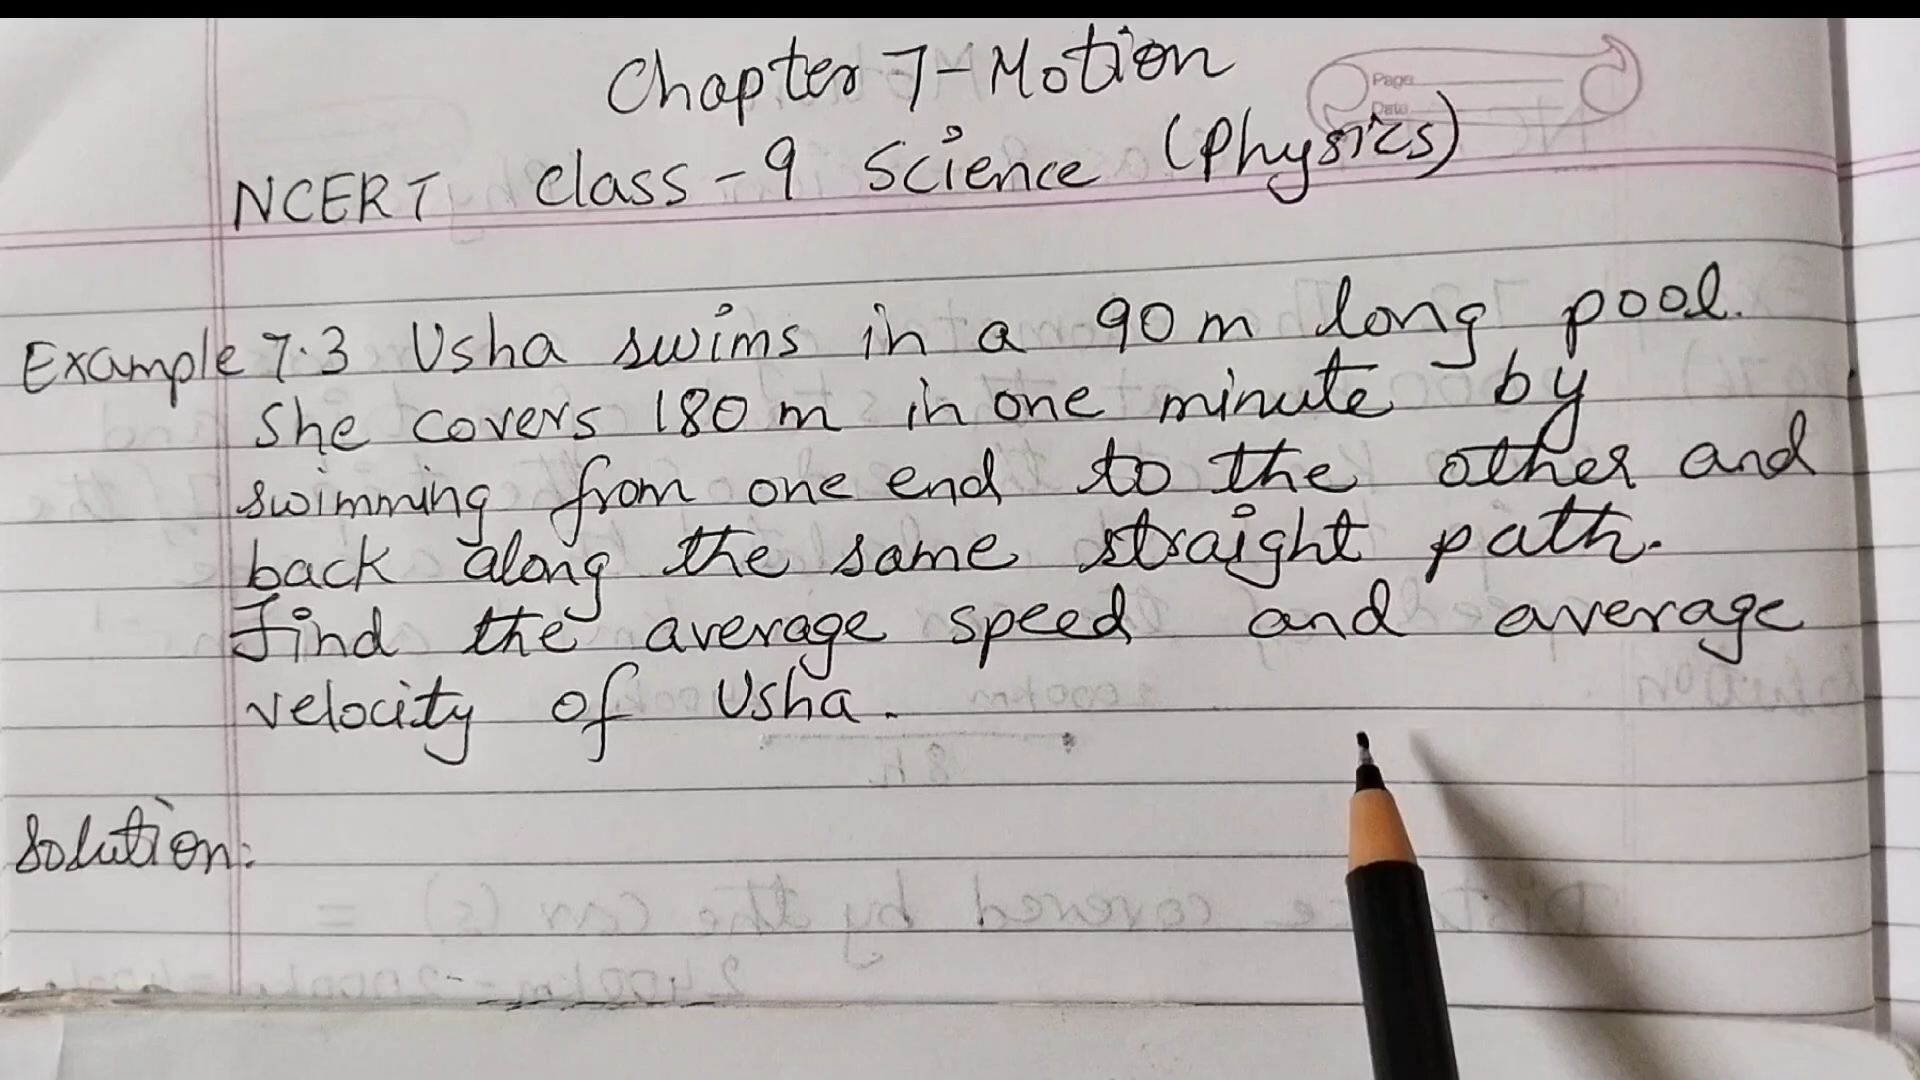 Chapter 7 - Motion
Page
Date
NCERT class - 9 Science (Physics)
Example 7.3 Usha swims in a 90 m long pool.
She covers 180 m in one minute by
swimming from one end to the other and
back along the same straight path.
Find the average speed and average
velocity of Usha.
Solution: